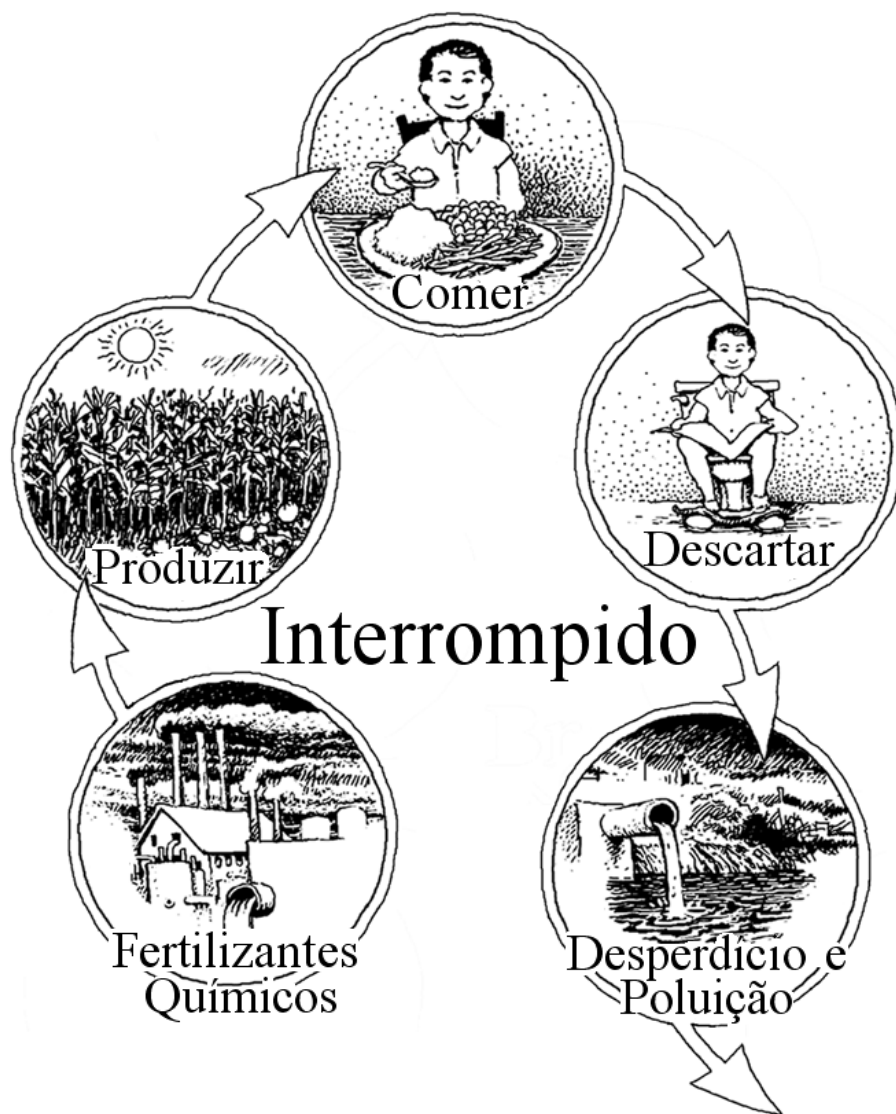 Comer
Produzir
Descartar
Interrompido
Fertilizantes
Químicos
Desperdício e
Poluição